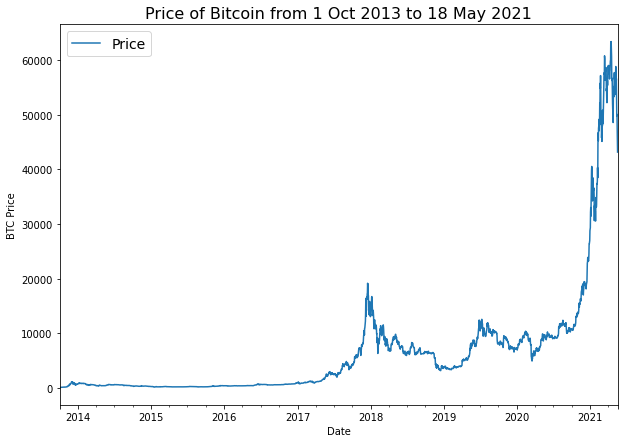 Price of Bitcoin from 1 Oct 2013 to 18 May 2021
Price
60000
50000
40000
30000
20000
10000
0
BTC Price
2014 2015 2016 2017 2018 2019 2020 2021
Date